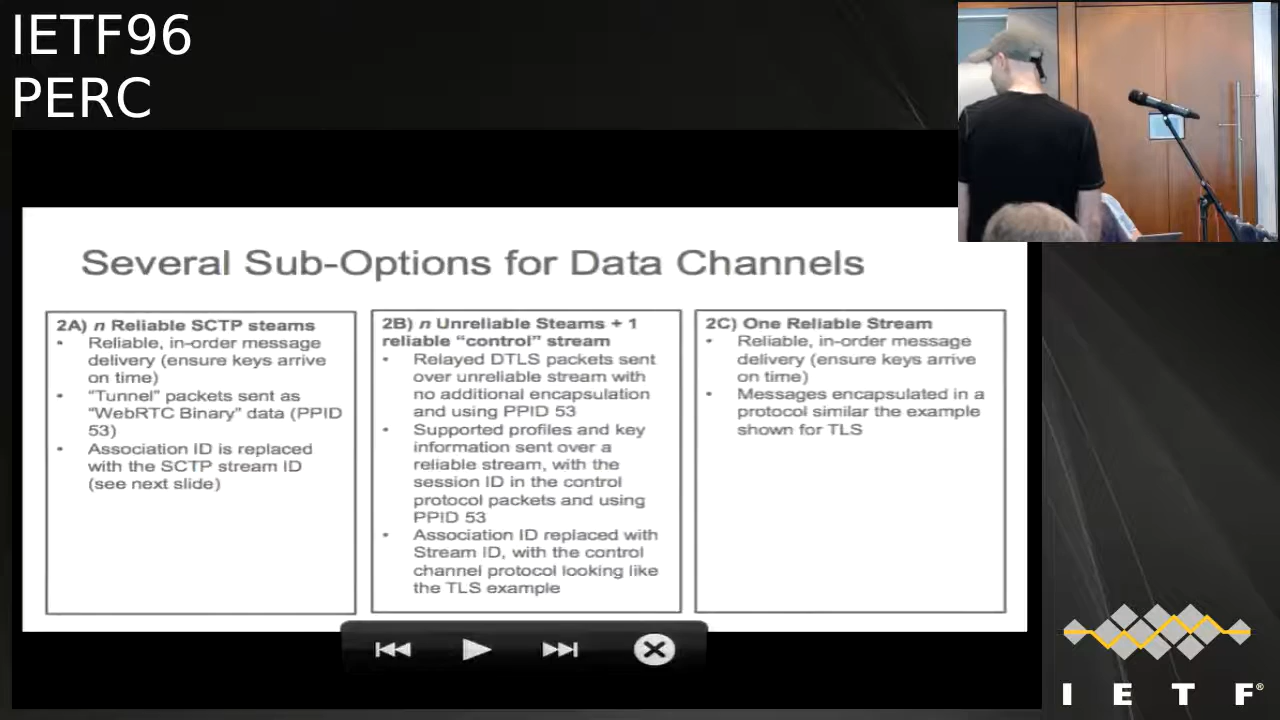 IETF96
PERC
Several Sub-Options for Data Channels
2A) n Reliable SCTP steams
• Reliable, in-order message
delivery (ensure keys arrive
on time)
• “Tunnel” packets sent as
“WebRTC Binary” data (PPID
53)
• Association ID is replaced
with the SCTP stream ID
(see next slide)
2B) n Unreliable Steams + 1
reliable “control” stream
• Relayed DTLS packets sent
over unreliable stream with
no additional encapsulation
and using PPID 53
• Supported profiles and key
information sent over a
reliable stream, with the
session ID in the control
protocol packets and using
PPID 53
• Association ID replaced with
Stream ID, with the control
channel protocol looking like
the TLS example
2C) One Reliable Stream
• Reliable, in-order message
delivery (ensure keys arrive
on time)
• Messages encapsulated in a
protocol similar the example
shown for TLS
I E T F®